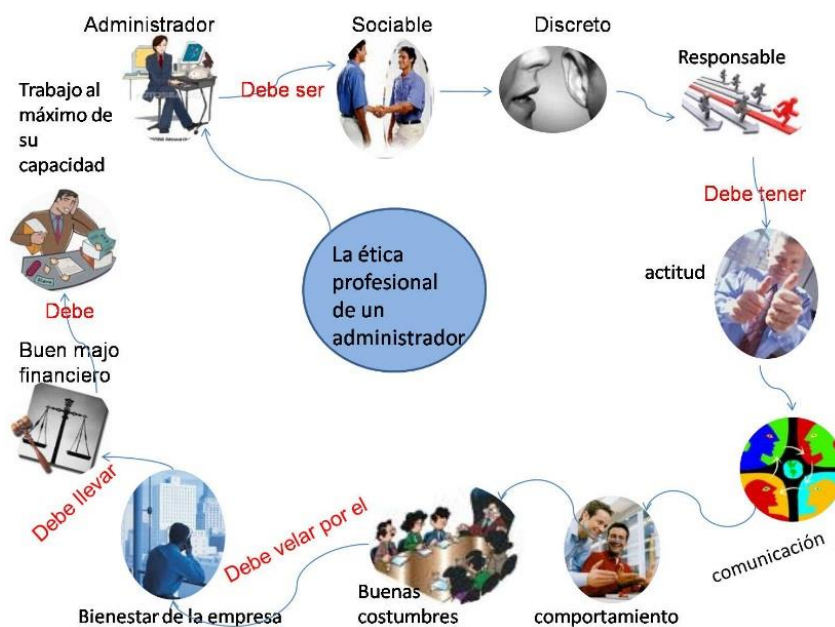 Administrador
Debe ser
Sociable
Discreto
Responsable
Debe tener
actitud
comunicación
comportamiento
Buenas
costumbres
Debe velar por el
Bienestar de la empresa
Debe llevar
Buen majo
financiero
Debe
Trabajo al
máximo de
su
capacidad
La ética
profesional
de un
administrador